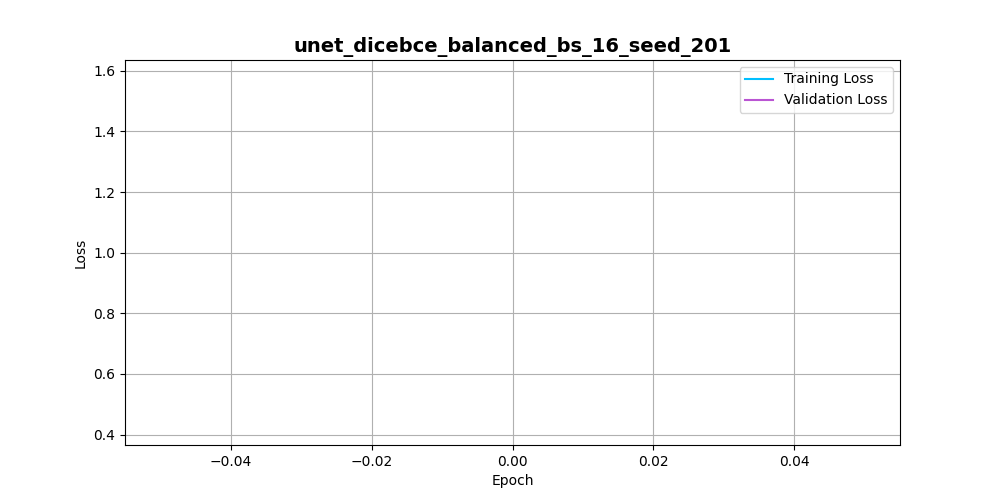 unet_dicebce_balanced_bs_16_seed_201
Training Loss
Validation Loss
1.6
1.4
1.2
1.0
0.8
0.6
0.4
Loss
−0.04
−0.02
0.00
0.02
0.04
Epoch